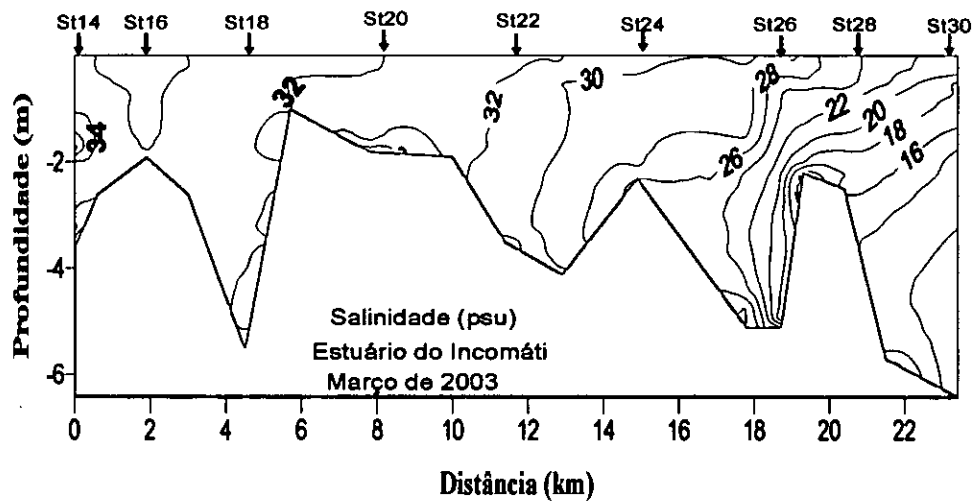 St14 St16 St18 St20 St22 St24 St26 St28 St30
Profundidade (m)
0
-2
-4
-6
34
32
32
30
28
26
22
20
18
16
Salinidade (psu)
Estuário do Incomáti
Março de 2003
0 2 4 6 8 10 12 14 16 18 20 22
Distância (km)